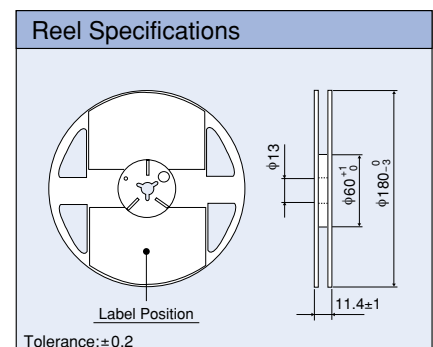 Reel Specifications
φ13
φ60 +1 0
φ180 0 -3
11.4±1
Label Position
Tolerance:±0.2